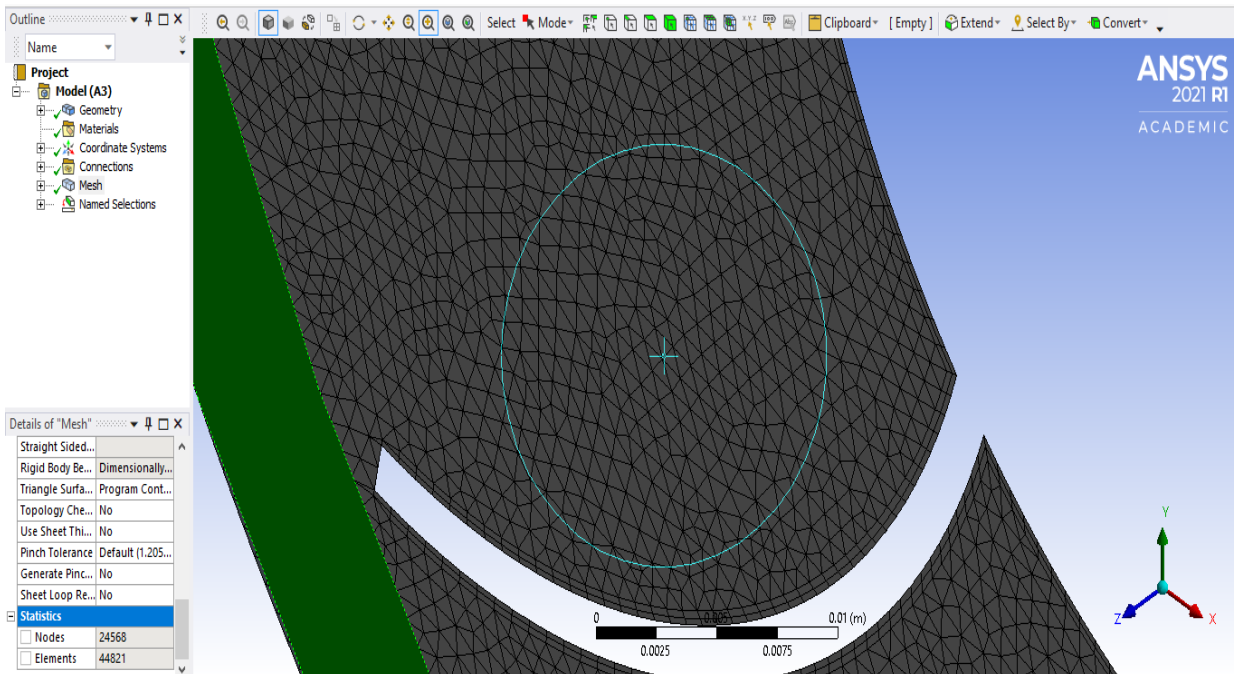 Outline
Name
Project
Model (A3)
Geometry
Materials
Coordinate Systems
Connections
Mesh
Named Selections
Select Mode Clipboard [ Empty ] Extend Select By Convert
ANSYS
2021 R1
ACADEMIC
Details of "Mesh"
Straight Sided...
Rigid Body Be... Dimensionally...
Triangle Surfa... Program Cont...
Topology Che... No
Use Sheet Thi... No
Pinch Tolerance Default (1.205...
Generate Pinc... No
Sheet Loop Re... No
Statistics
Nodes 24568
Elements 44821
0 0.005 0.01 (m)
0.0025 0.0075
Y
Z X